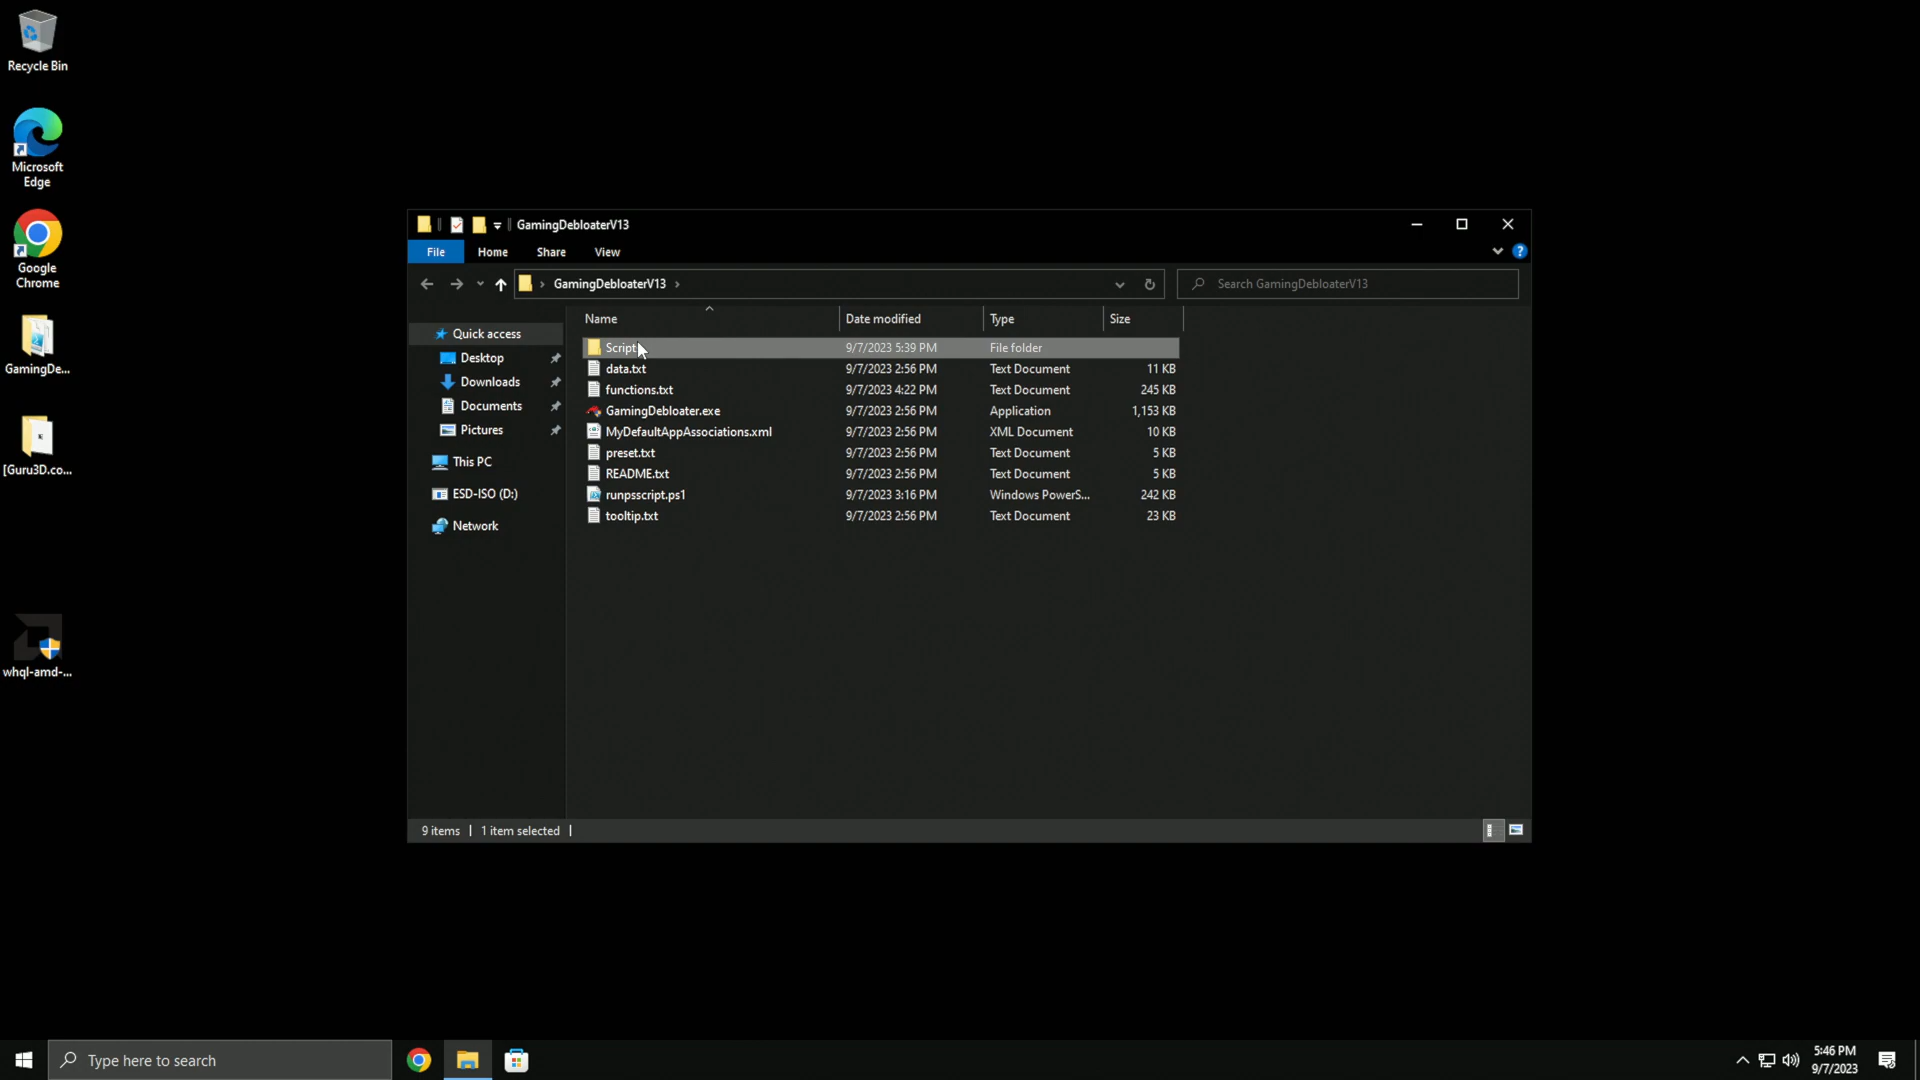 Recycle Bin
Microsoft
Edge
Google
Chrome
GamingDe...
[Guru3D.co...
whql-amd-...
GamingDebloaterV13
File Home Share View
GamingDebloaterV13
Search GamingDebloaterV13
Quick access
Desktop
Downloads
Documents
Pictures
This PC
ESD-ISO (D:)
Network
Name Date modified Type Size
Script 9/7/2023 5:39 PM File folder
data.txt 9/7/2023 2:56 PM Text Document 11 KB
functions.txt 9/7/2023 4:22 PM Text Document 245 KB
GamingDebloater.exe 9/7/2023 2:56 PM Application 1,153 KB
MyDefaultAppAssociations.xml 9/7/2023 2:56 PM XML Document 10 KB
preset.txt 9/7/2023 2:56 PM Text Document 5 KB
README.txt 9/7/2023 2:56 PM Text Document 5 KB
runpsscript.ps1 9/7/2023 3:16 PM Windows PowerS... 242 KB
tooltip.txt 9/7/2023 2:56 PM Text Document 23 KB
9 items 1 item selected
Type here to search
5:46 PM
9/7/2023